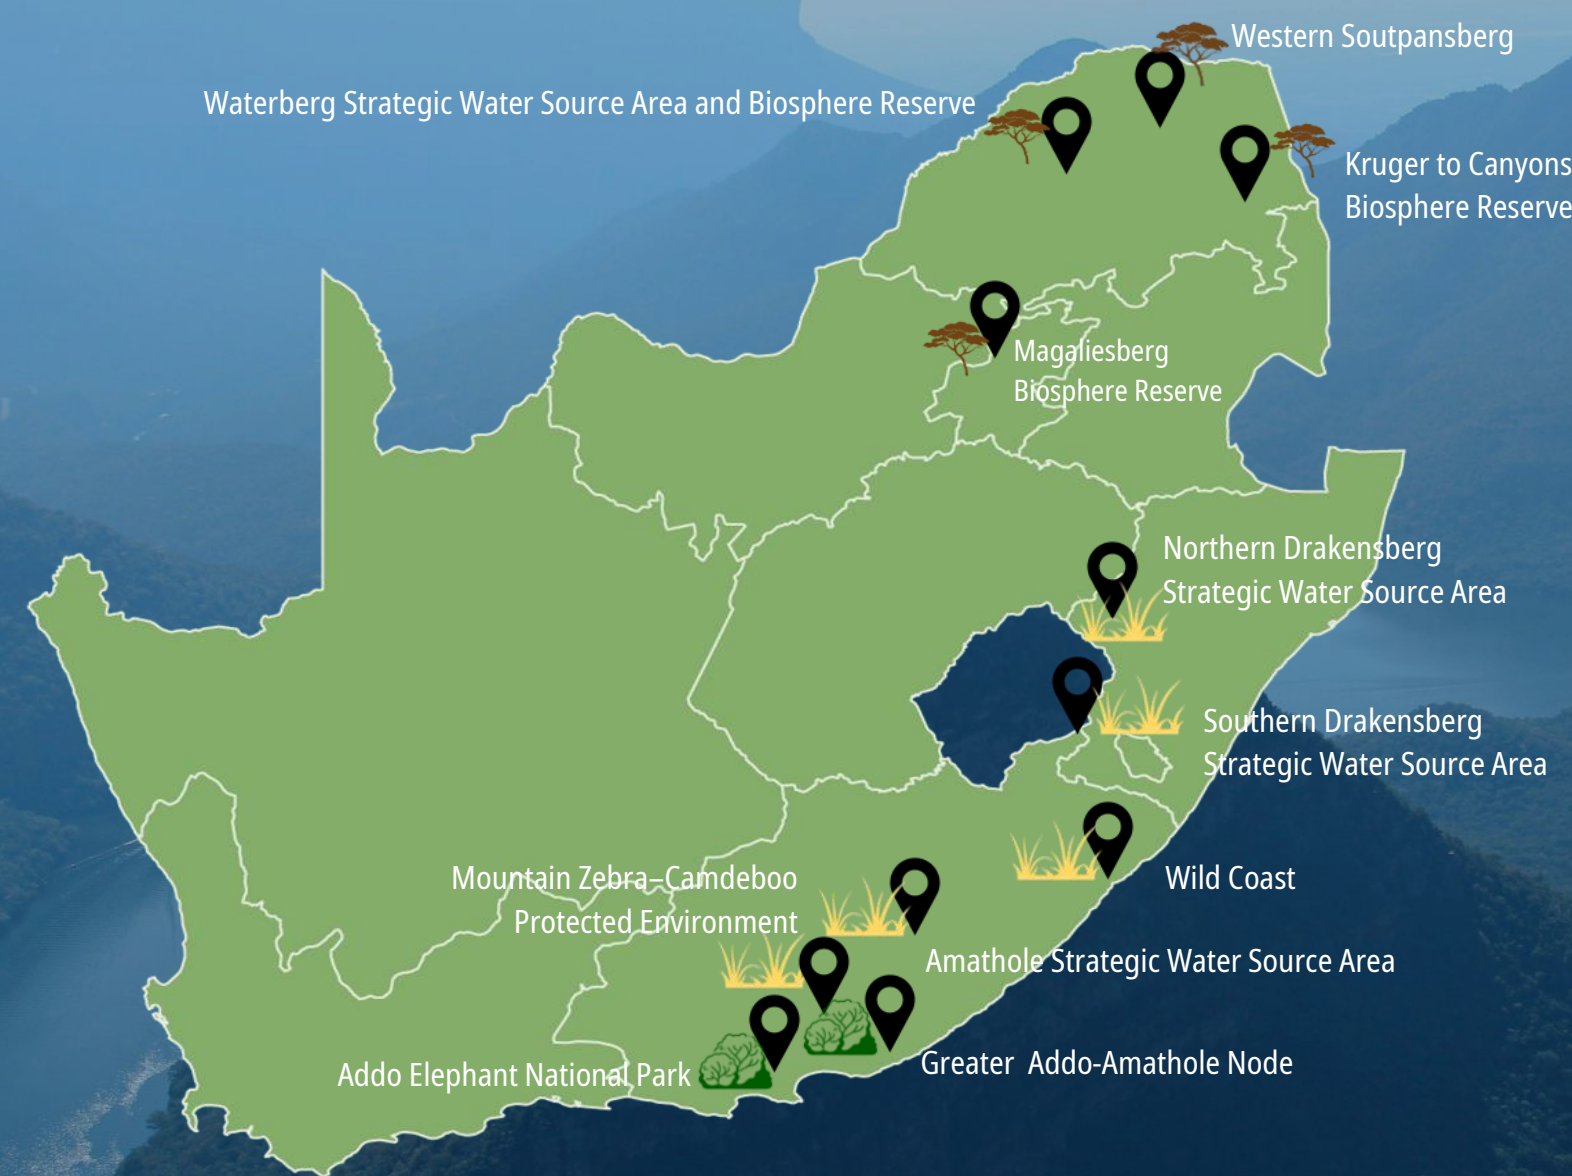 Western Soutpansberg
Waterberg Strategic Water Source Area and Biosphere Reserve
Kruger to Canyons
Biosphere Reserve
Magaliesberg
Biosphere Reserve
Northern Drakensberg
Strategic Water Source Area
Southern Drakensberg
Strategic Water Source Area
Mountain Zebra–Camdeboo
Protected Environment
Wild Coast
Amathole Strategic Water Source Area
Greater Addo-Amathole Node
Addo Elephant National Park